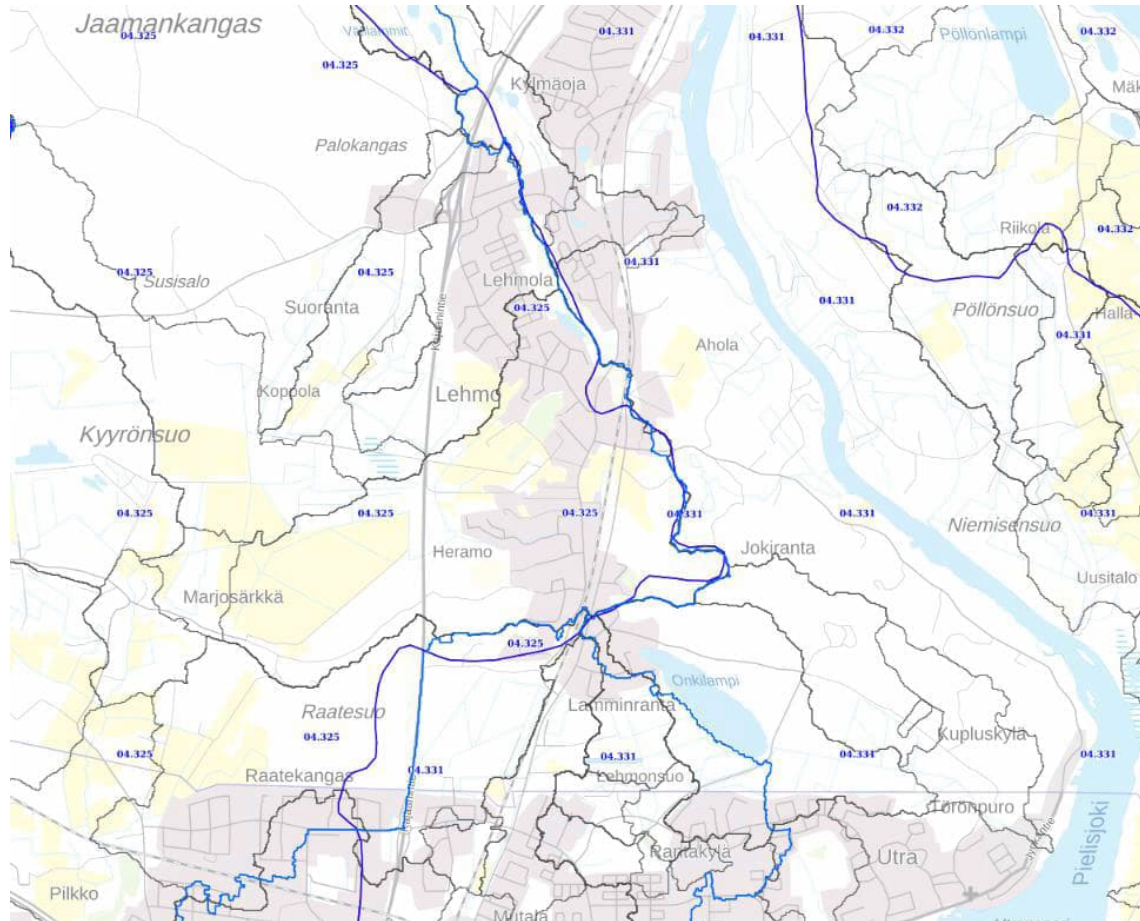 Jaamankangas
04.325
04.331
04.331
04.332
04.332
Pöllönlampi
Välilammit
04.325
Kylmäoja
Palokangas
04.332
Riikola
04.332
04.325
Susisalo
04.325
Lehmola
04.331
04.331
Suoranta
04.325
Kajaanintie
Pöllönsuo
Halla
04.331
Ahola
Koppola
Lehmo
Kyyrönsuo
04.325
04.325
04.325
04.331
04.331
04.331
Niemisensuo
Heramo
Jokiranta
Uusitalo
Marjosärkkä
04.325
Onkilampi
Raatesuo
Lamminranta
04.325
04.325
04.331
04.331
04.331
Kupluskylä
Raatekangas
04.331
Lehmonsuo
Törönpuro
Rantakylä
Utra
Pielisjoki
Pilkko
Mutala